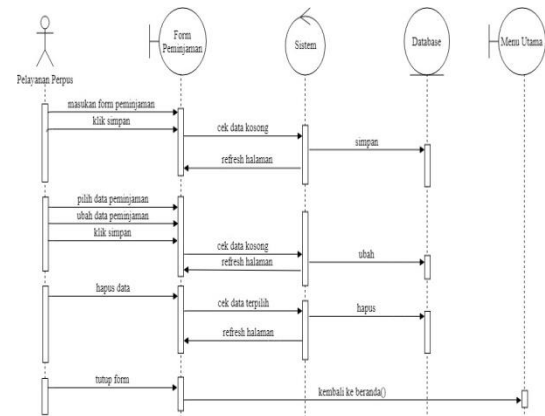 Form
Peminjaman
Sistem
Database
Menu Utama
Pelayanan Perpus
masukan form peminjaman
klik simpan
cek data kosong
simpan
refresh halaman
pilih data peminjaman
ubah data peminjaman
klik simpan
cek data kosong
ubah
refresh halaman
hapus data
cek data terpilih
hapus
refresh halaman
tutup form
kembali ke beranda()